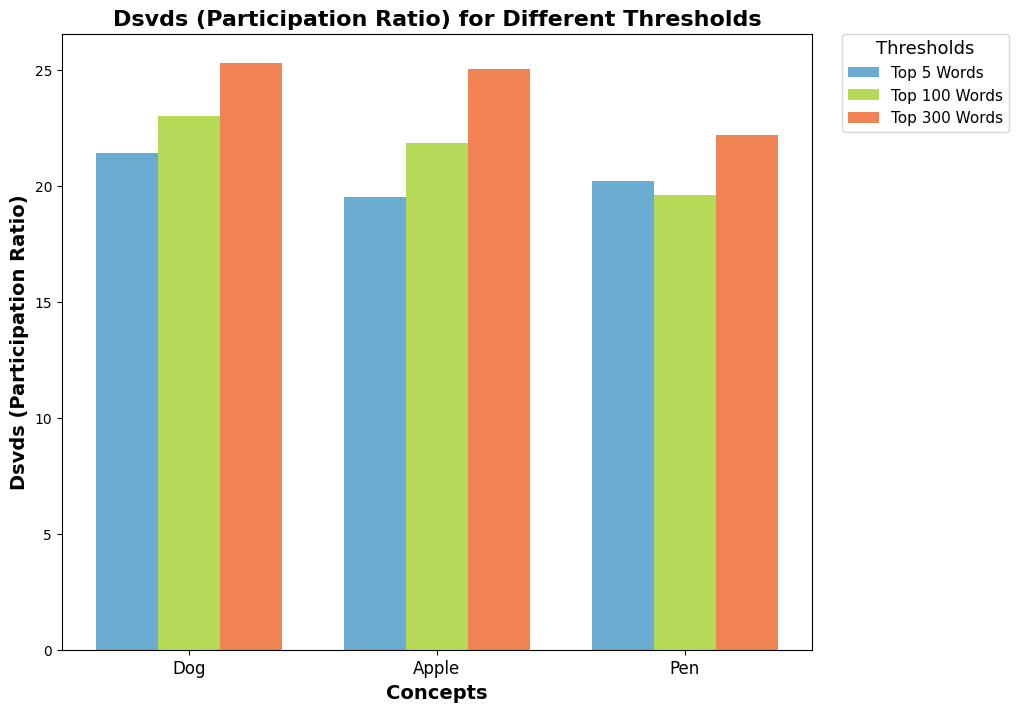 Dsvds (Participation Ratio) for Different Thresholds
Thresholds
Top 5 Words
Top 100 Words
Top 300 Words
Dsvds (Participation Ratio)
25
20
15
10
5
0
Dog
Apple
Pen
Concepts